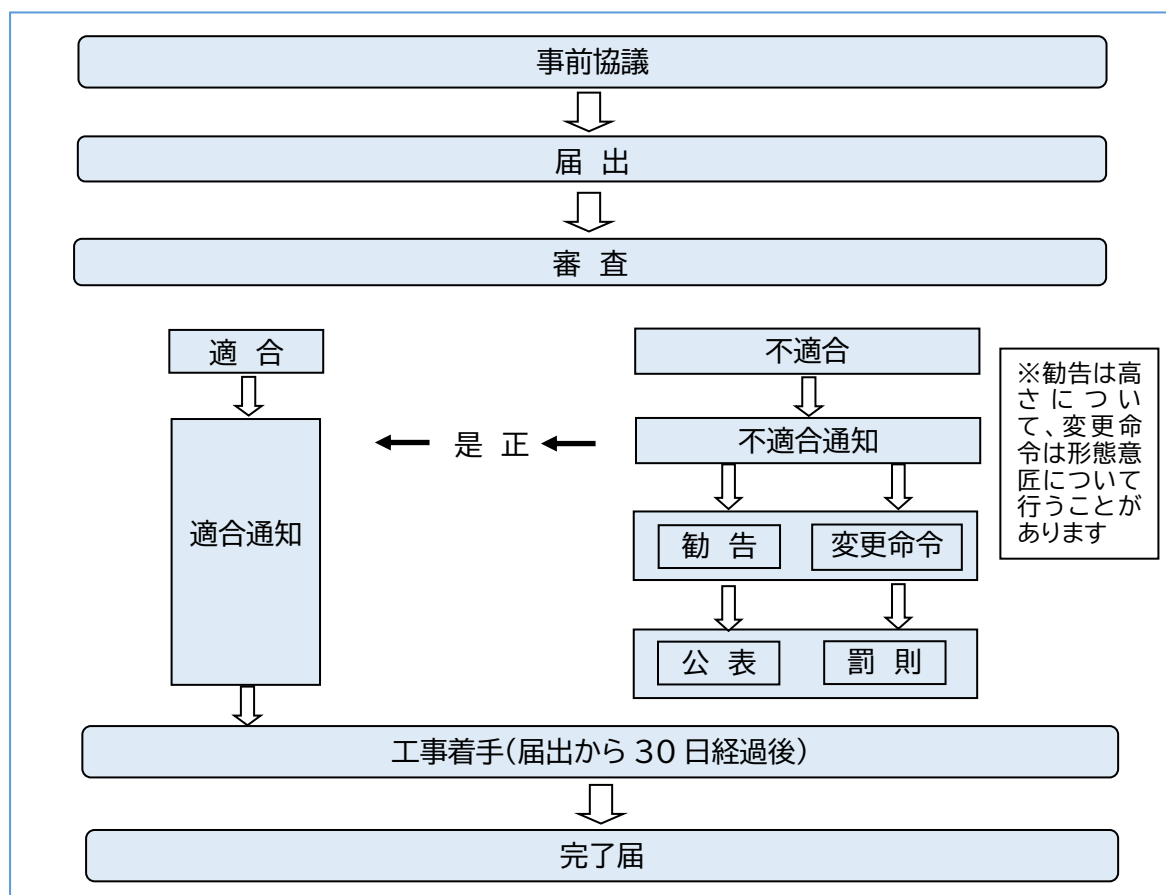 事前協議
届 出
審 査
適 合
不適合
※勧告は高
さについ
て、変更命
令は形態意
匠について
行うことが
あります
是 正
不適合通知
適合通知
勧 告
変更命令
公 表
罰 則
工事着手(届出から 30 日経過後)
完了届